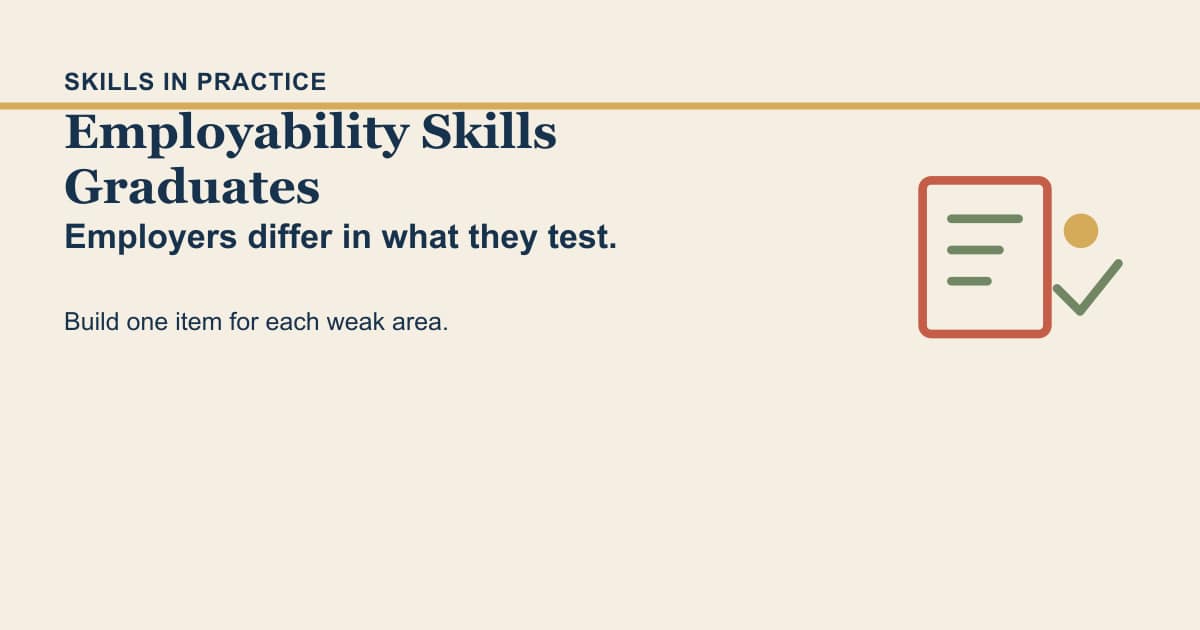 SKILLS IN PRACTICE
Employability Skills
Graduates
Employers differ in what they test.
Build one item for each weak area.